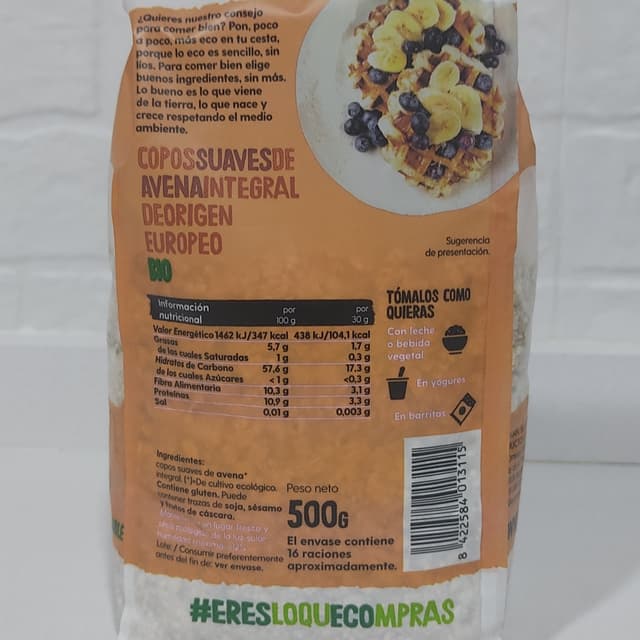 ¿Quieres nuestro consejo
para comer bien? Pon, poco
a poco, más eco en tu cesta,
porque lo eco es sencillo, sin
líos. Para comer bien elige
buenos ingredientes, sin más.
Lo bueno es lo que viene
de la tierra, lo que nace y
crece respetando el medio
ambiente.
COPOSSUAVESDE
AVENAINTEGRAL
DEORIGEN
EUROPEO
BIO
Sugerencia
de presentación.
Información nutricional por 100 g por 30 g
Valor Energético 1462 kJ/347 kcal 438 kJ/104,1 kcal
Grasas 5,7 g 1,7 g
de las cuales Saturadas 1 g 0,3 g
Hidratos de Carbono 57,6 g 17,3 g
de los cuales Azúcares <1 g <0,3 g
Fibra Alimentaria 10,3 g 3,1 g
Proteínas 10,9 g 3,3 g
Sal 0,01 g 0,003 g
TÓMALOS COMO
QUIERAS
Con leche
o bebida
vegetal
En yogures
En barritas
Ingredientes:
copos suaves de avena*
integral. (*)=De cultivo ecológico.
Contiene gluten. Puede
contener trazas de soja, sésamo
y frutos de cáscara.
en lugar fresco y
de la luz solar
Lote / Consumir preferentemente
antes del fin de: ver envase.
Peso neto
500G
El envase contiene
16 raciones
aproximadamente.
8 422584 013115
#ERESLOQUECOMPRAS